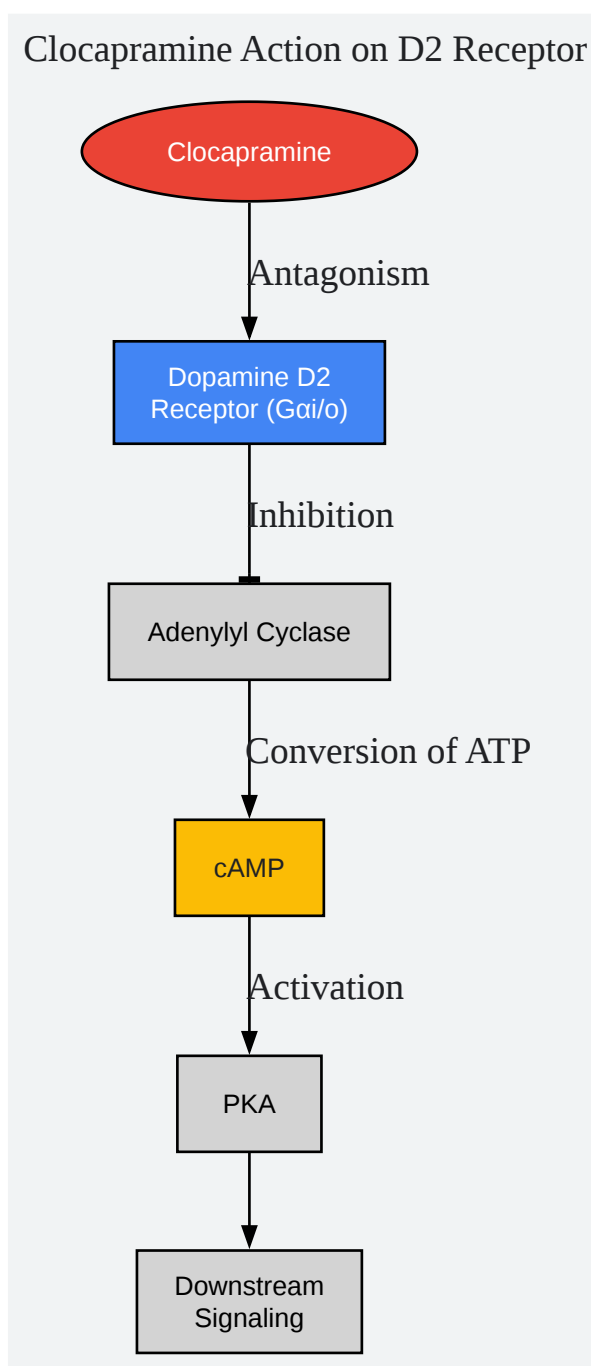 Clocapramine Action on D2 Receptor
Clocapramine
Antagonism
Dopamine D2
Receptor (Gαi/o)
Inhibition
Adenylyl Cyclase
Conversion of ATP
cAMP
Activation
PKA
Downstream
Signaling